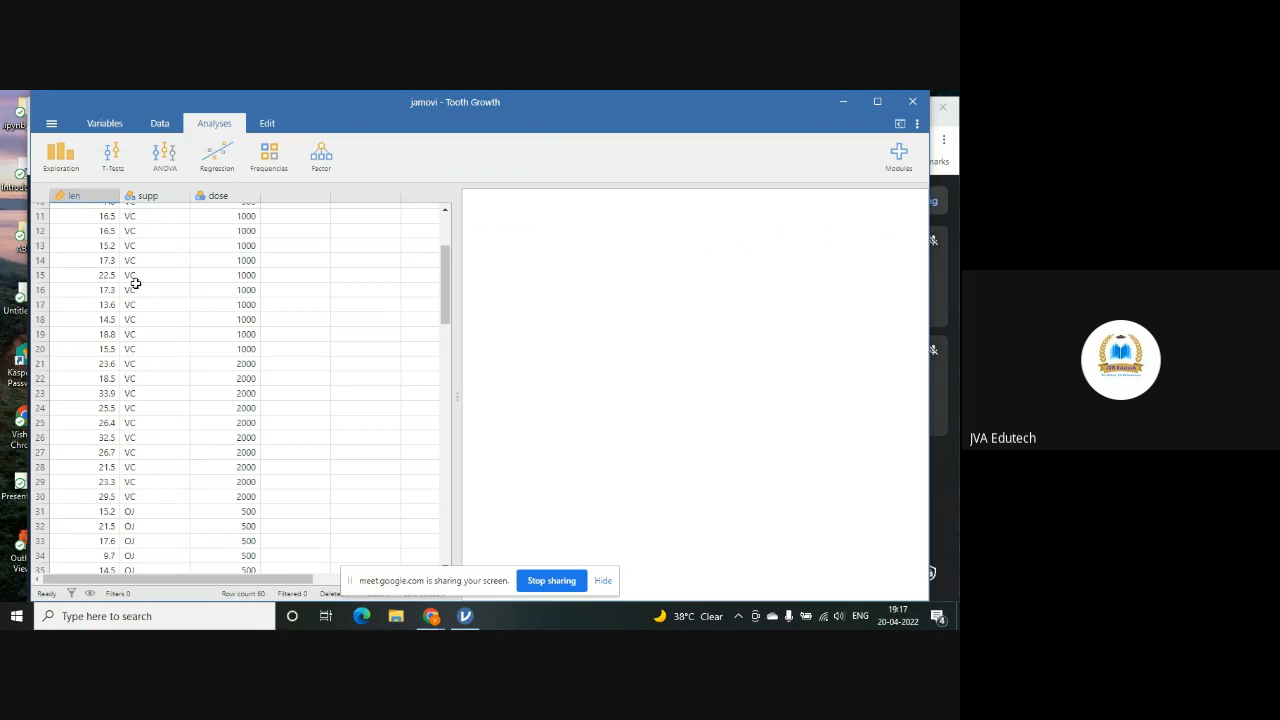 jamovi - Tooth Growth
Variables Data Analyses Edit
Exploration T-Tests ANOVA Regression Frequencies Factor Modules
len supp dose
11 16.5 VC 1000
12 16.5 VC 1000
13 15.2 VC 1000
14 17.3 VC 1000
15 22.5 VC 1000
16 17.3 VC 1000
17 13.6 VC 1000
18 14.5 VC 1000
19 18.8 VC 1000
20 15.5 VC 1000
21 23.6 VC 2000
22 18.5 VC 2000
23 33.9 VC 2000
24 25.5 VC 2000
25 26.4 VC 2000
26 32.5 VC 2000
27 26.7 VC 2000
28 21.5 VC 2000
29 23.3 VC 2000
30 29.5 VC 2000
31 15.2 OJ 500
32 21.5 OJ 500
33 17.6 OJ 500
34 9.7 OJ 500
35 14.5 OJ 500
meet.google.com is sharing your screen. Stop sharing Hide
Ready Filters 0 Row count 60 Filtered 0 Delete
Type here to search
38°C Clear ENG
19:17
20-04-2022
4
JVA Edutech